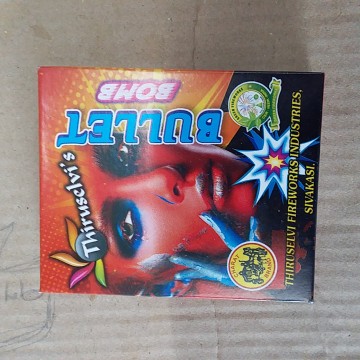 Thiruselvi's
BULLET
BOMB
THIRUSELVI FIREWORKS INDUSTRIES,
SIVAKASI.